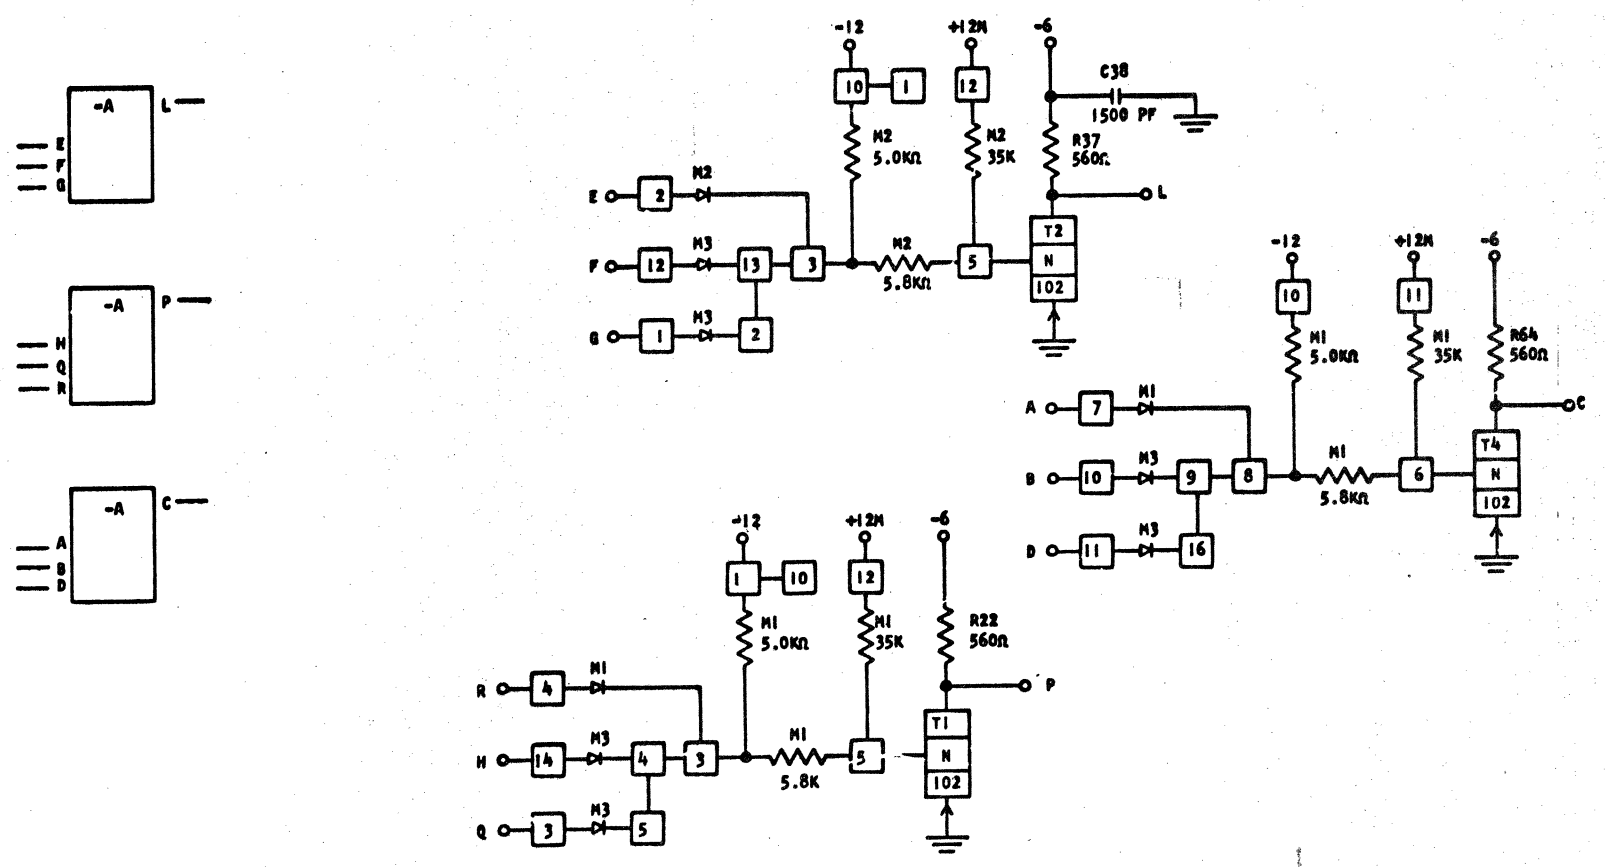 -A
L
E
F
G
-A
P
H
Q
R
-A
C
A
B
D
-12
+12M
-6
10
1
12
C38
1500 PF
M2
5.0KΩ
M2
35K
R37
560Ω
E
2
M2
L
F
12
M3
13
3
M2
5.8KΩ
5
T2
N
102
G
1
M3
2
-12
+12M
-6
10
11
M1
5.0KΩ
M1
35K
R64
560Ω
A
7
M1
C
B
10
M3
9
8
M1
5.8KΩ
6
T4
N
102
D
11
M3
16
-12
+12M
-6
1
10
12
M1
5.0KΩ
M1
35K
R22
560Ω
R
4
M1
P
H
14
M3
4
3
M1
5.8K
5
T1
N
102
Q
3
M3
5